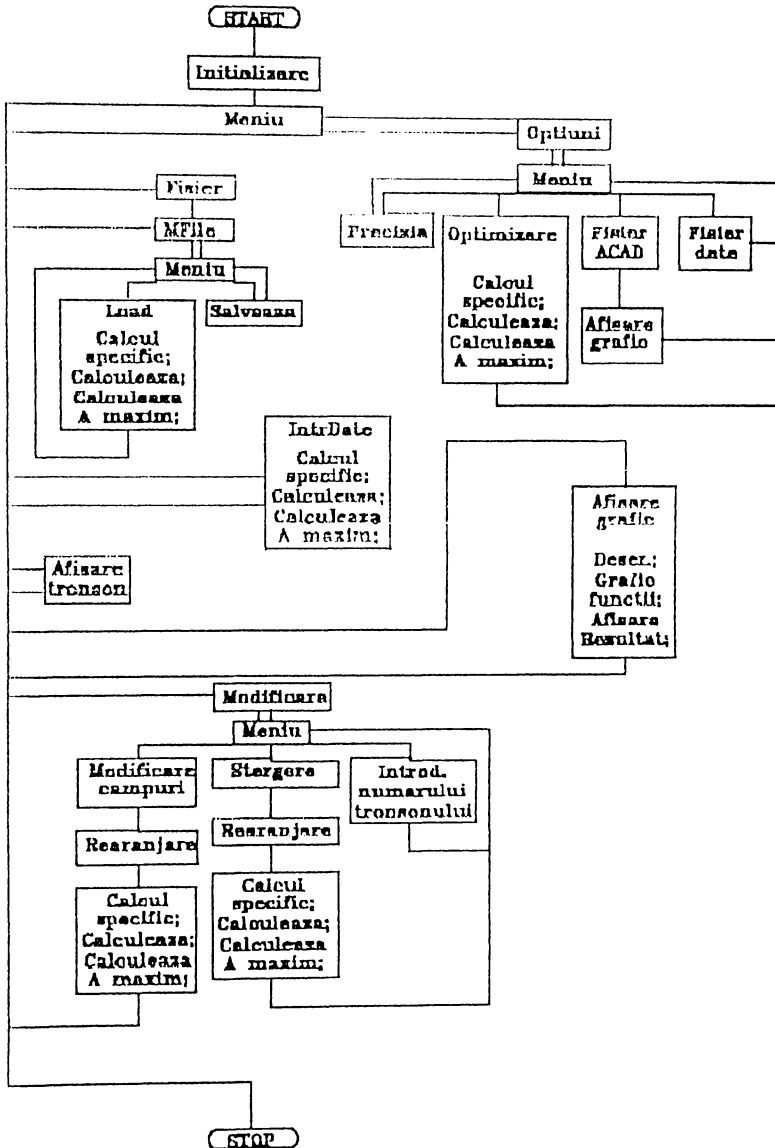 START
Initializare
Meniu
Optiuni
Meniu
Fisier
MFile
Meniu
Precizia
Optimizare
Calcul
specific;
Calculeaza;
Calculeaza
A maxim;
Fisier
ACAD
Fisier
date
Afisare
grafic
Load
Calcul
specific;
Calculeaza;
Calculeaza
A maxim;
Salveaza
IntrDate
Calcul
specific;
Calculeaza;
Calculeaza
A maxim;
Afisare
grafic
Desen;
Grafic
functii;
Afisare
Rezultat;
Afisare
tronson
Modificare
Meniu
Modificare
campuri
Stergere
Introd.
numarului
tronsonului
Rearanjare
Rearanjare
Calcul
specific;
Calculeaza;
Calculeaza
A maxim;
Calcul
specific;
Calculeaza;
Calculeaza
A maxim;
STOP